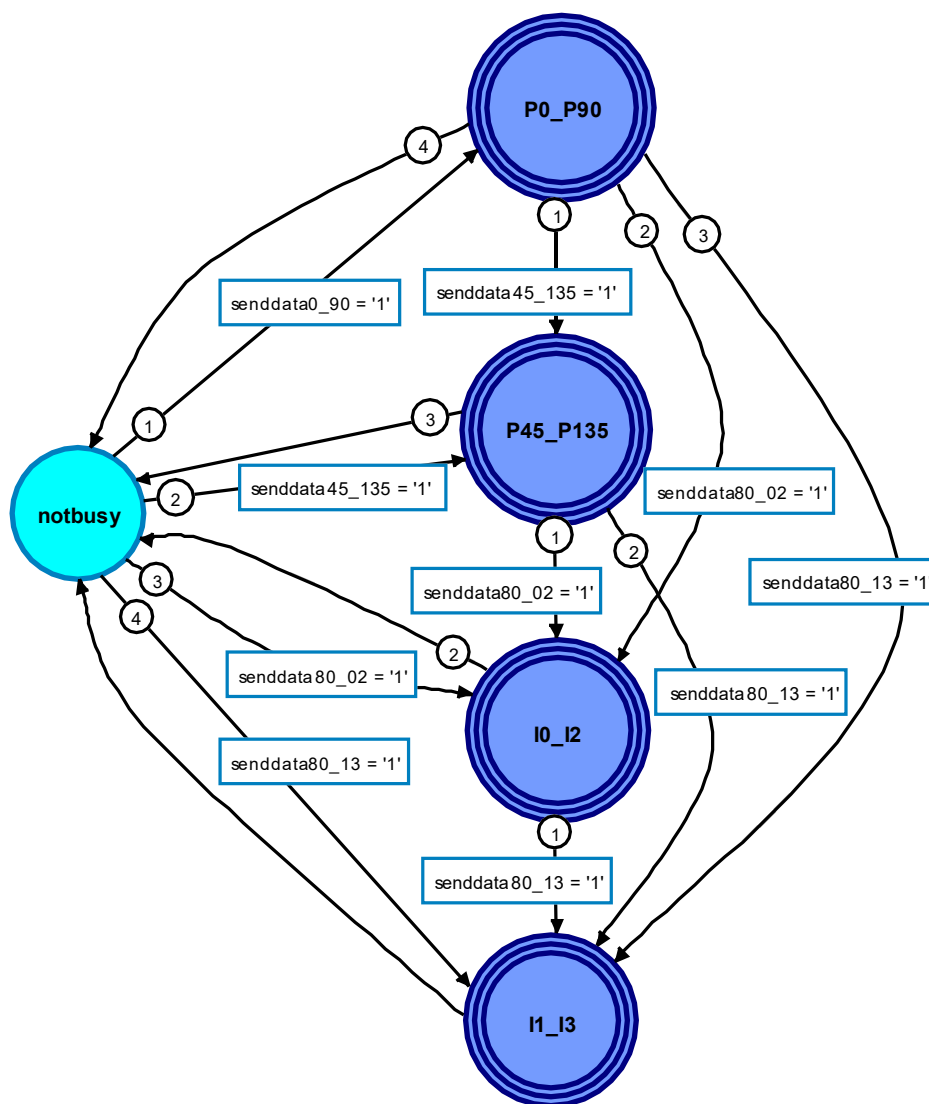 P0_P90
4
1
2
3
senddata0_90 = '1'
senddata45_135 = '1'
1
3
P45_P135
notbusy
2
senddata45_135 = '1'
senddata80_02 = '1'
1
2
3
4
senddata80_02 = '1'
senddata80_13 = '1'
2
senddata80_02 = '1'
senddata80_13 = '1'
I0_I2
senddata80_13 = '1'
1
senddata80_13 = '1'
I1_I3